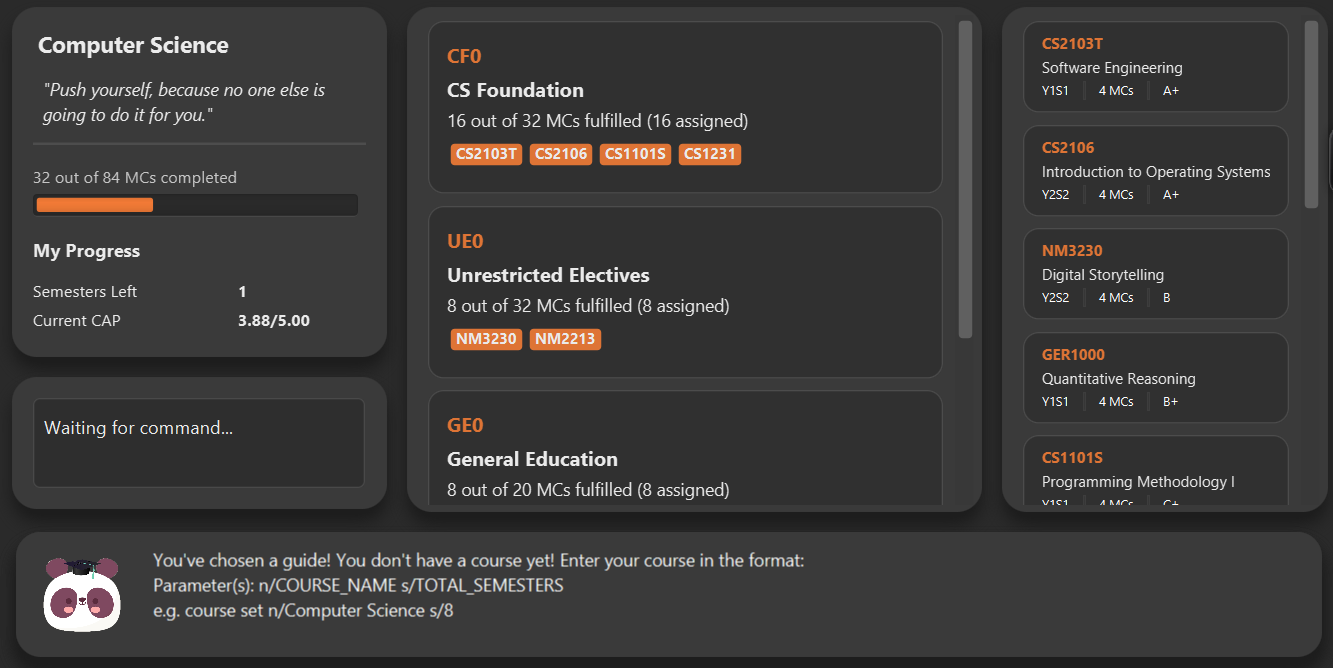 Computer Science
"Push yourself, because no one else is
going to do it for you."
32 out of 84 MCs completed
My Progress
Semesters Left 1
Current CAP 3.88/5.00
Waiting for command...
CF0
CS Foundation
16 out of 32 MCs fulfilled (16 assigned)
CS2103T CS2106 CS1101S CS1231
UE0
Unrestricted Electives
8 out of 32 MCs fulfilled (8 assigned)
NM3230 NM2213
GE0
General Education
8 out of 20 MCs fulfilled (8 assigned)
CS2103T
Software Engineering
Y1S1 4 MCs A+
CS2106
Introduction to Operating Systems
Y2S2 4 MCs A+
NM3230
Digital Storytelling
Y2S2 4 MCs B
GER1000
Quantitative Reasoning
Y1S1 4 MCs B+
CS1101S
Programming Methodology I
Y1S1 4 MCs C+
You've chosen a guide! You don't have a course yet! Enter your course in the format:
Parameter(s): n/COURSE_NAME s/TOTAL_SEMESTERS
e.g. course set n/Computer Science s/8